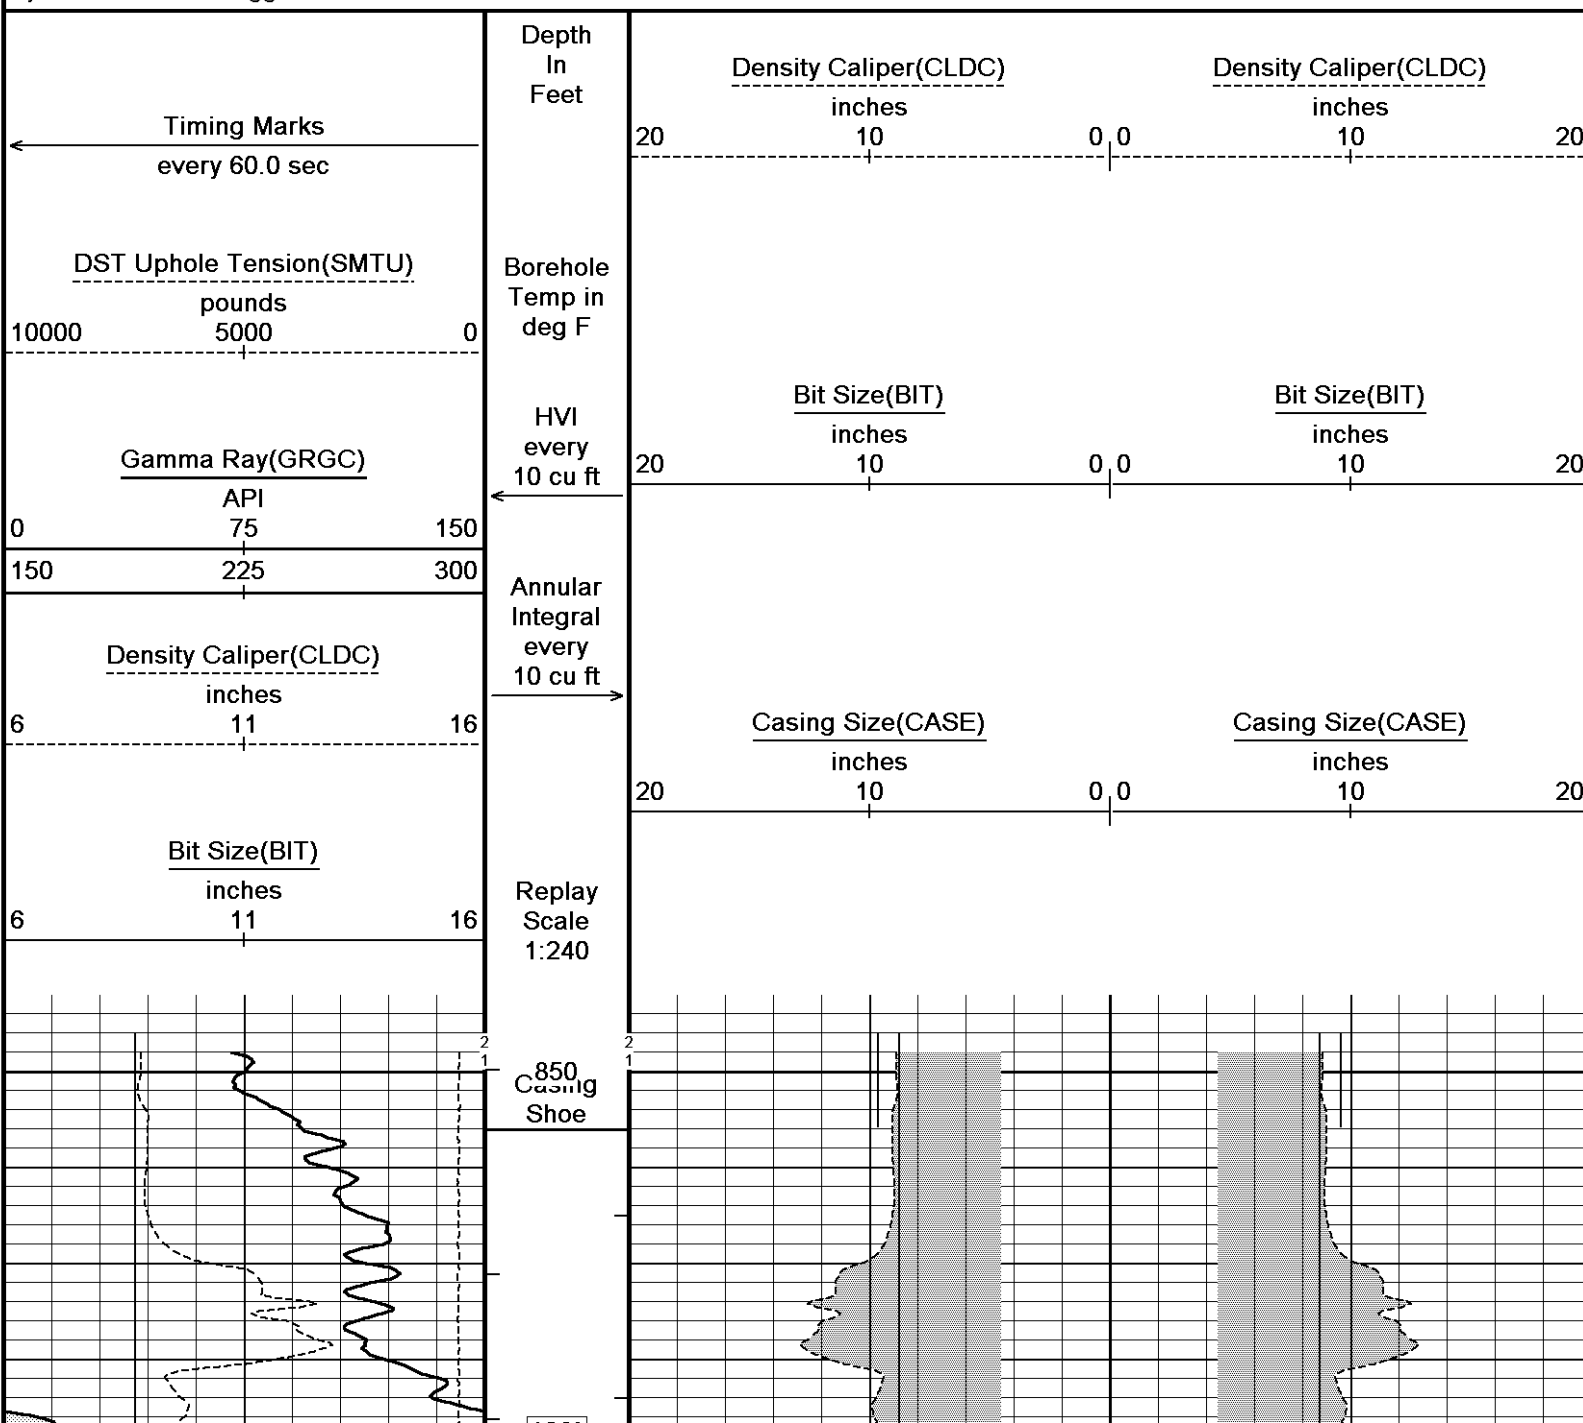 Timing Marks
every 60.0 sec
DST Uphole Tension(SMTU)
pounds
10000 5000 0
Gamma Ray(GRGC)
API
0 75 150
150 225 300
Density Caliper(CLDC)
inches
6 11 16
Bit Size(BIT)
inches
6 11 16
Depth
In
Feet
Borehole
Temp in
deg F
HVI
every
10 cu ft
Annular
Integral
every
10 cu ft
Replay
Scale
1:240
Density Caliper(CLDC)
inches
20 10 0
Density Caliper(CLDC)
inches
0 10 20
Bit Size(BIT)
inches
20 10 0
Bit Size(BIT)
inches
0 10 20
Casing Size(CASE)
inches
20 10 0
Casing Size(CASE)
inches
0 10 20
2 2
1 1
850
Casing
Shoe